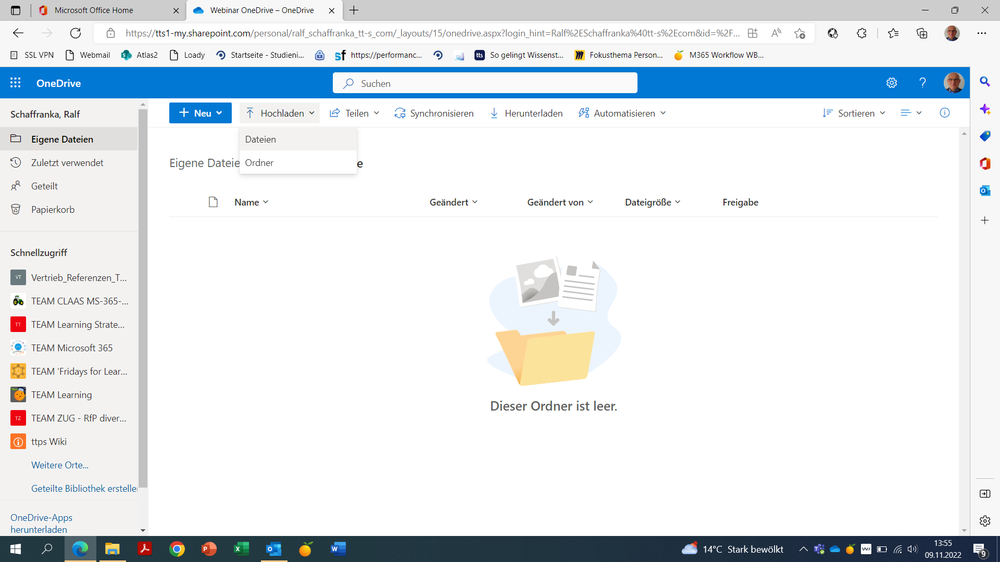 Microsoft Office Home
Webinar OneDrive – OneDrive
https://tts1-my.sharepoint.com/personal/ralf_schaffranka_tt-s_com/_layouts/15/onedrive.aspx?login_hint=Ralf%2ESchaffranka%40tt-s%2Ecom&id=%2F...
SSL VPN
Webmail
Atlas2
Loady
Startseite - Studieni...
https://performanc...
So gelingt Wissenst...
Fokusthema Person...
M365 Workflow WB...
OneDrive
Suchen
Schaffranka, Ralf
Neu
Hochladen
Teilen
Synchronisieren
Herunterladen
Automatisieren
Sortieren
Eigene Dateien
Zuletzt verwendet
Geteilt
Papierkorb
Dateien
Ordner
Eigene Dateie
e
Name
Geändert
Geändert von
Dateigröße
Freigabe
Schnellzugriff
VT
Vertrieb_Referenzen_T...
TEAM CLAAS MS-365-...
TT
TEAM Learning Strate...
TEAM Microsoft 365
TEAM 'Fridays for Lear...
TEAM Learning
TZ
TEAM ZUG - RfP diver...
ttps Wiki
Weitere Orte...
Geteilte Bibliothek erstelle
OneDrive-Apps
herunterladen
Dieser Ordner ist leer.
14°C Stark bewölkt
13:55
09.11.2022
9